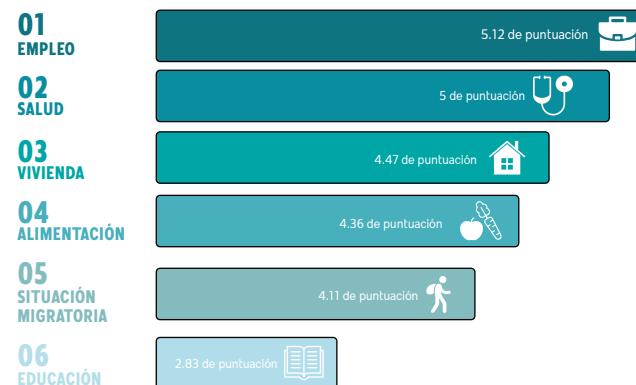 01
EMPLEO
5.12 de puntuación
02
SALUD
5 de puntuación
03
VIVIENDA
4.47 de puntuación
04
ALIMENTACIÓN
4.36 de puntuación
05
SITUACIÓN
MIGRATORIA
4.11 de puntuación
06
EDUCACIÓN
2.83 de puntuación